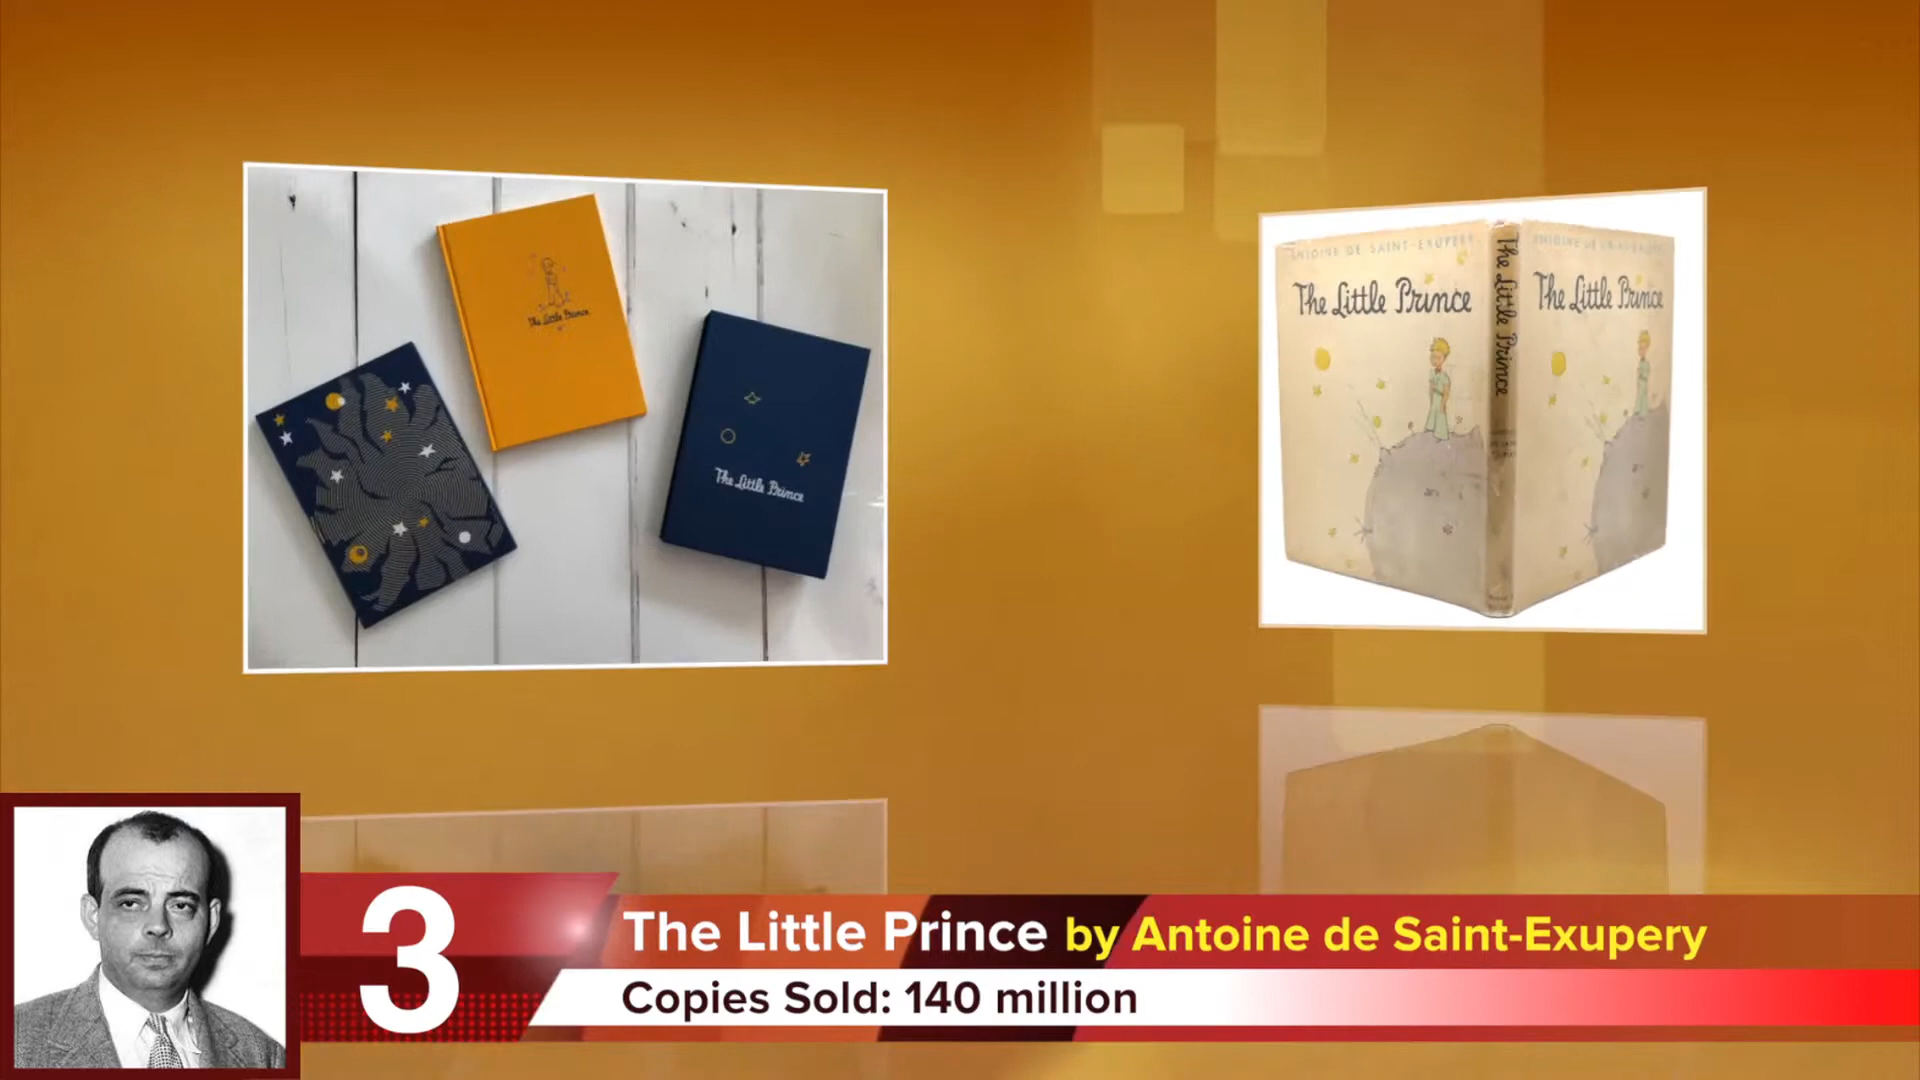 The Little Prince
The Little Prince
ANTOINE DE SAINT-EXUPÉRY
The Little Prince
The Little Prince
The Little Prince
3
The Little Prince by Antoine de Saint-Exupery
Copies Sold: 140 million